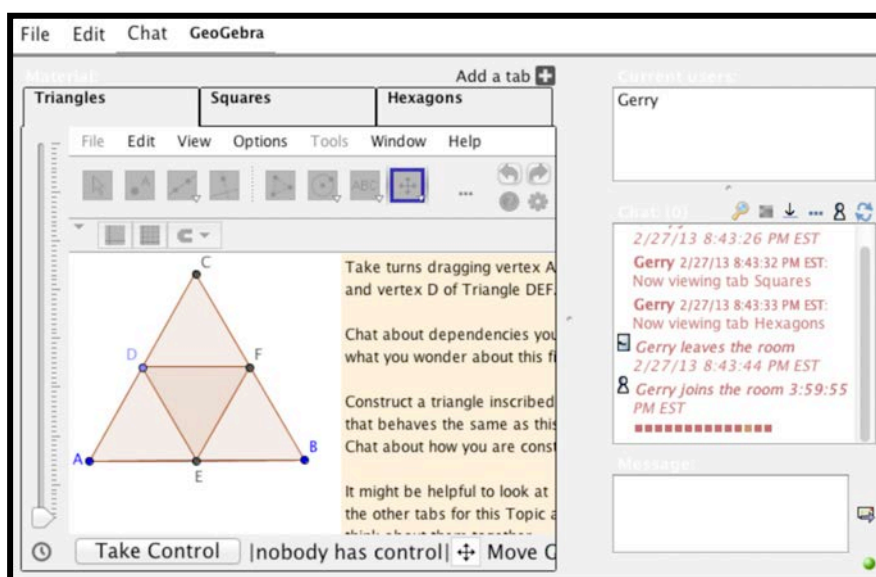 File Edit Chat GeoGebra
Material:
Add a tab
Triangles Squares Hexagons
File Edit View Options Tools Window Help
ABC
...
C
D F
A E B
Take turns dragging vertex A
and vertex D of Triangle DEF.
Chat about dependencies you
what you wonder about this fi
Construct a triangle inscribed
that behaves the same as this
Chat about how you are const
It might be helpful to look at
the other tabs for this Topic a
think about them together.
Take Control |nobody has control| Move G
Current users:
Gerry
Chat: (0)
2/27/13 8:43:26 PM EST
Gerry 2/27/13 8:43:32 PM EST:
Now viewing tab Squares
Gerry 2/27/13 8:43:33 PM EST:
Now viewing tab Hexagons
Gerry leaves the room
2/27/13 8:43:44 PM EST
Gerry joins the room 3:59:55
PM EST
Message: